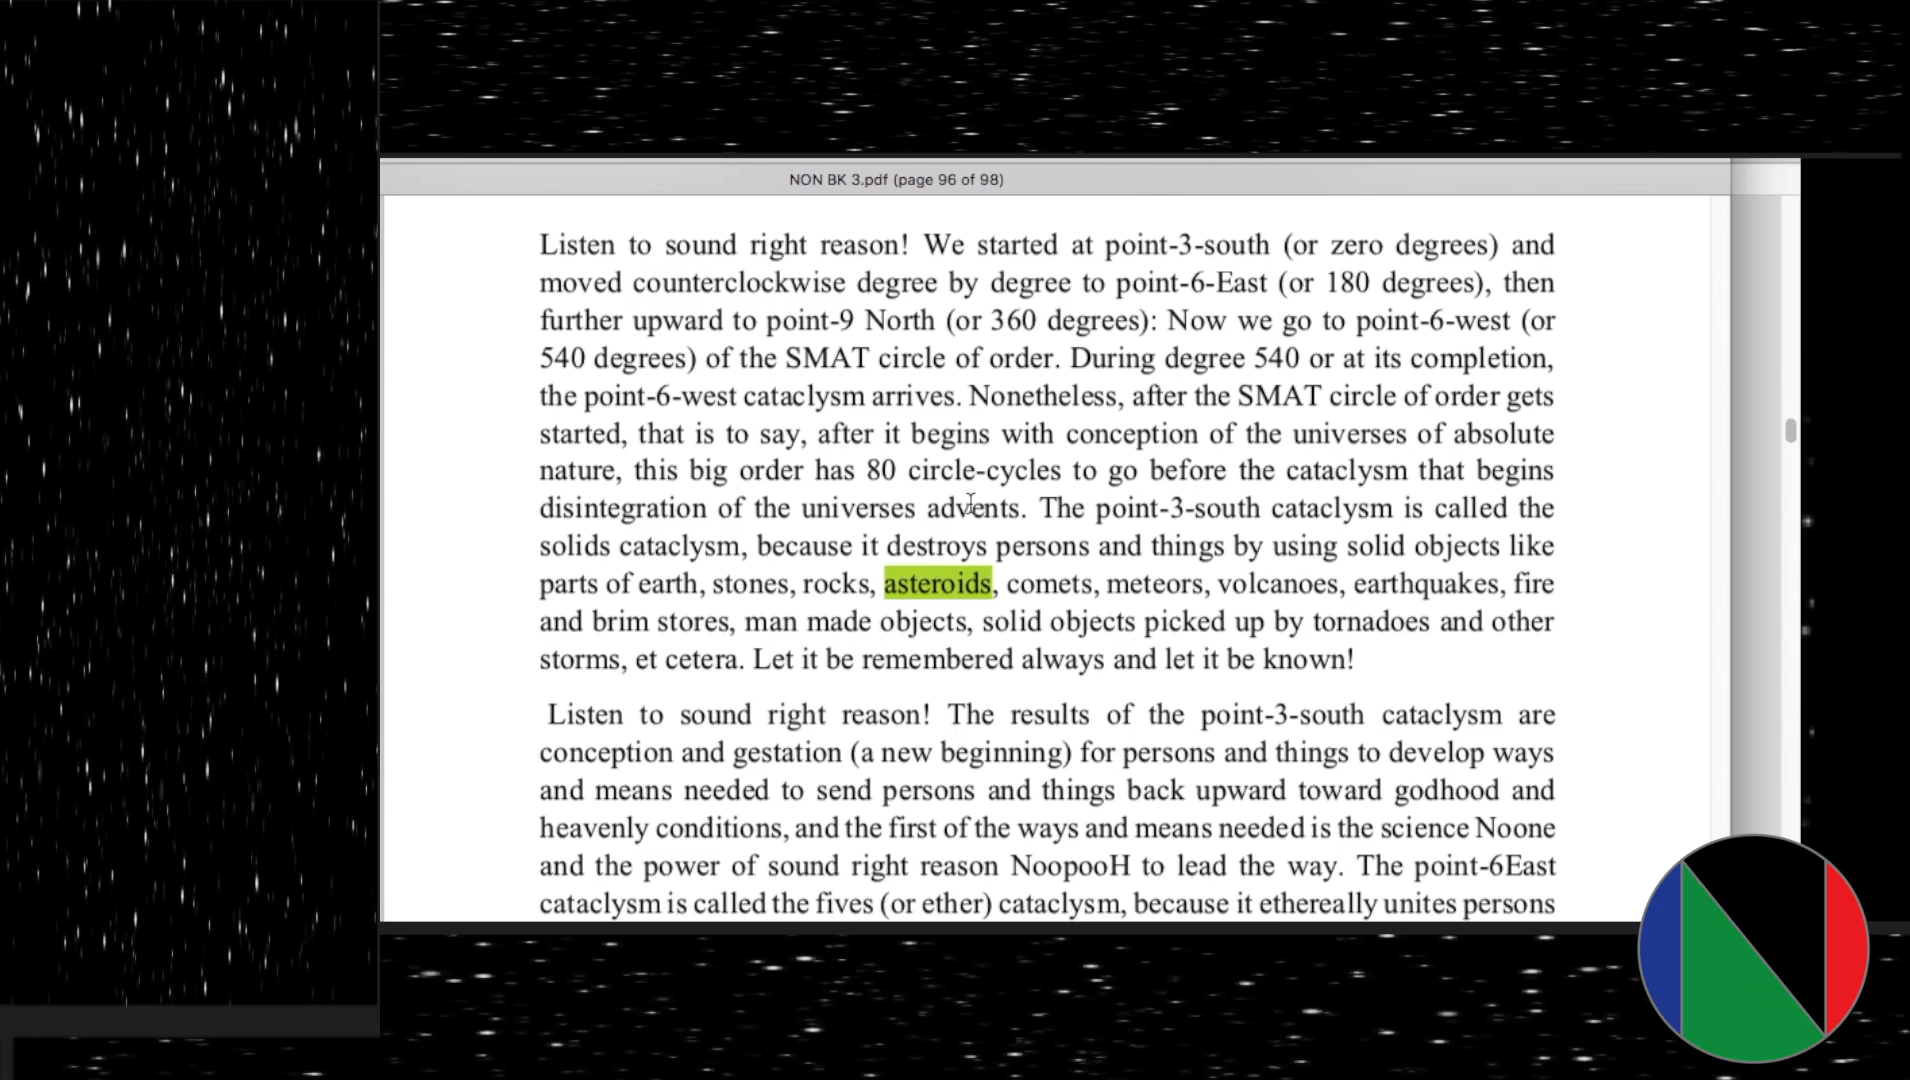 NON BK 3.pdf (page 96 of 98)
Listen to sound right reason! We started at point-3-south (or zero degrees) and
moved counterclockwise degree by degree to point-6-East (or 180 degrees), then
further upward to point-9 North (or 360 degrees): Now we go to point-6-west (or
540 degrees) of the SMAT circle of order. During degree 540 or at its completion,
the point-6-west cataclysm arrives. Nonetheless, after the SMAT circle of order gets
started, that is to say, after it begins with conception of the universes of absolute
nature, this big order has 80 circle-cycles to go before the cataclysm that begins
disintegration of the universes advents. The point-3-south cataclysm is called the
solids cataclysm, because it destroys persons and things by using solid objects like
parts of earth, stones, rocks, asteroids, comets, meteors, volcanoes, earthquakes, fire
and brim stores, man made objects, solid objects picked up by tornadoes and other
storms, et cetera. Let it be remembered always and let it be known!
Listen to sound right reason! The results of the point-3-south cataclysm are
conception and gestation (a new beginning) for persons and things to develop ways
and means needed to send persons and things back upward toward godhood and
heavenly conditions, and the first of the ways and means needed is the science Noone
and the power of sound right reason NoopooH to lead the way. The point-6East
cataclysm is called the fives (or ether) cataclysm, because it ethereally unites persons